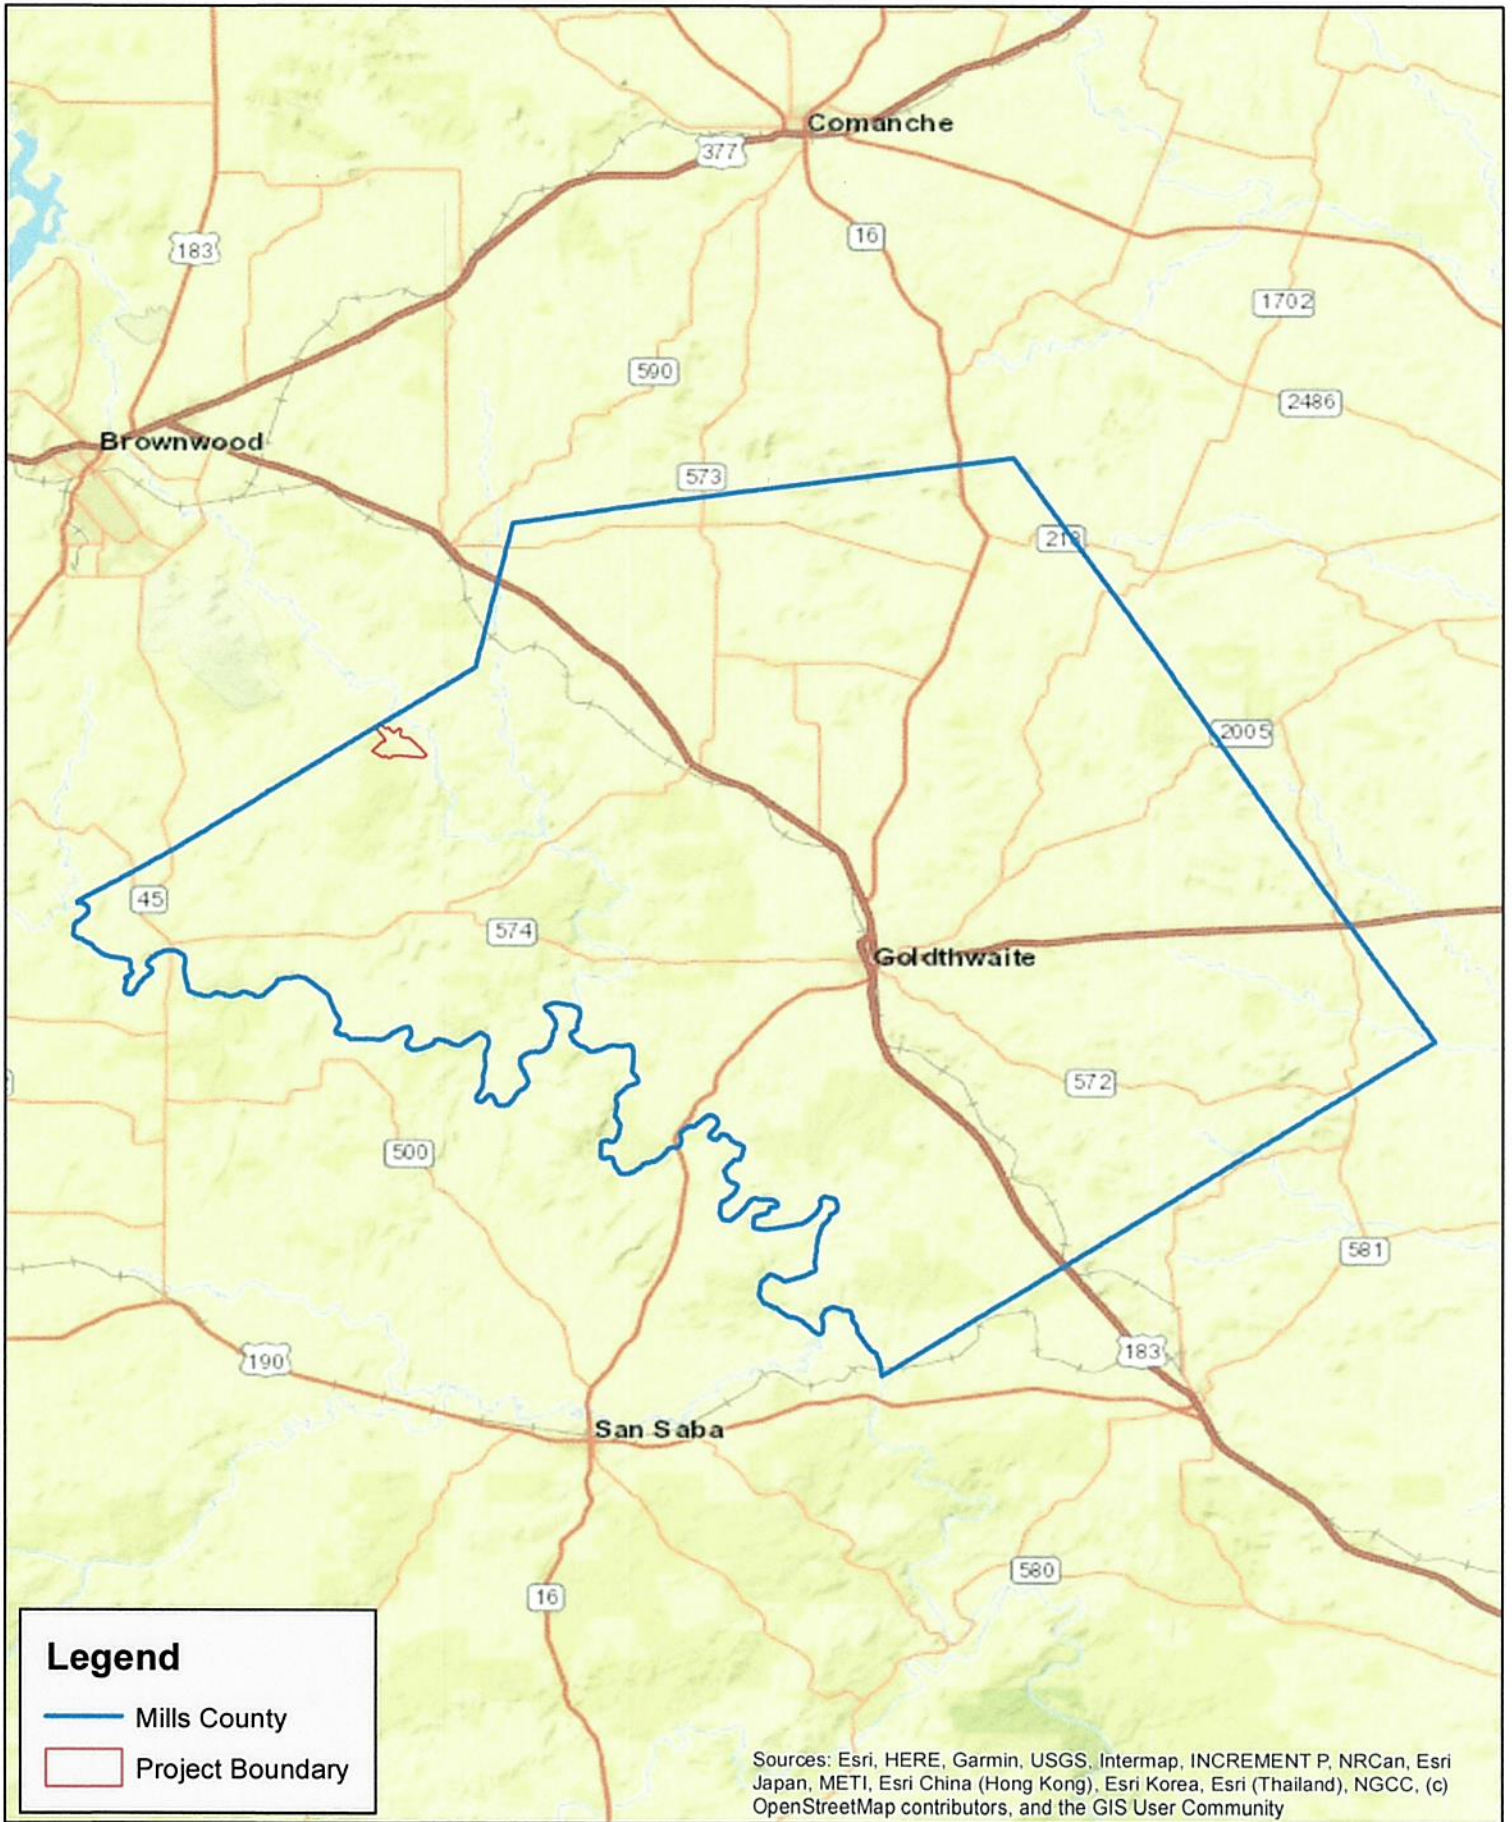 Comanche
377
16
183
1702
590
2486
Brownwood
573
218
2005
45
574
Goldthwaite
572
500
581
183
190
San Saba
580
16
Legend
Mills County
Project Boundary
Sources: Esri, HERE, Garmin, USGS, Intermap, INCREMENT P, NRCan, Esri
Japan, METI, Esri China (Hong Kong), Esri Korea, Esri (Thailand), NGCC, (c)
OpenStreetMap contributors, and the GIS User Community